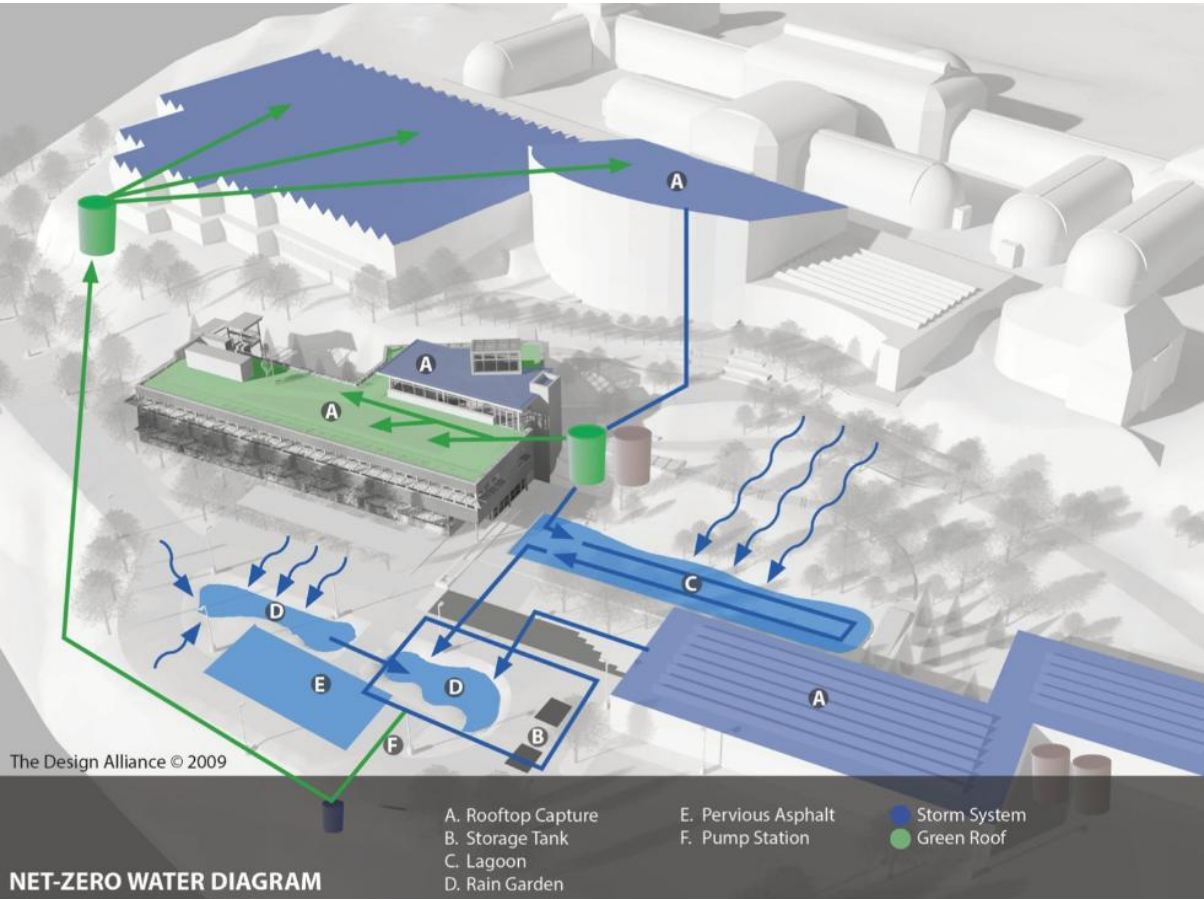 A
A
A
C
D
D
E
A
B
F
The Design Alliance © 2009
A. Rooftop Capture
B. Storage Tank
C. Lagoon
D. Rain Garden
E. Pervious Asphalt
F. Pump Station
Storm System
Green Roof
NET-ZERO WATER DIAGRAM